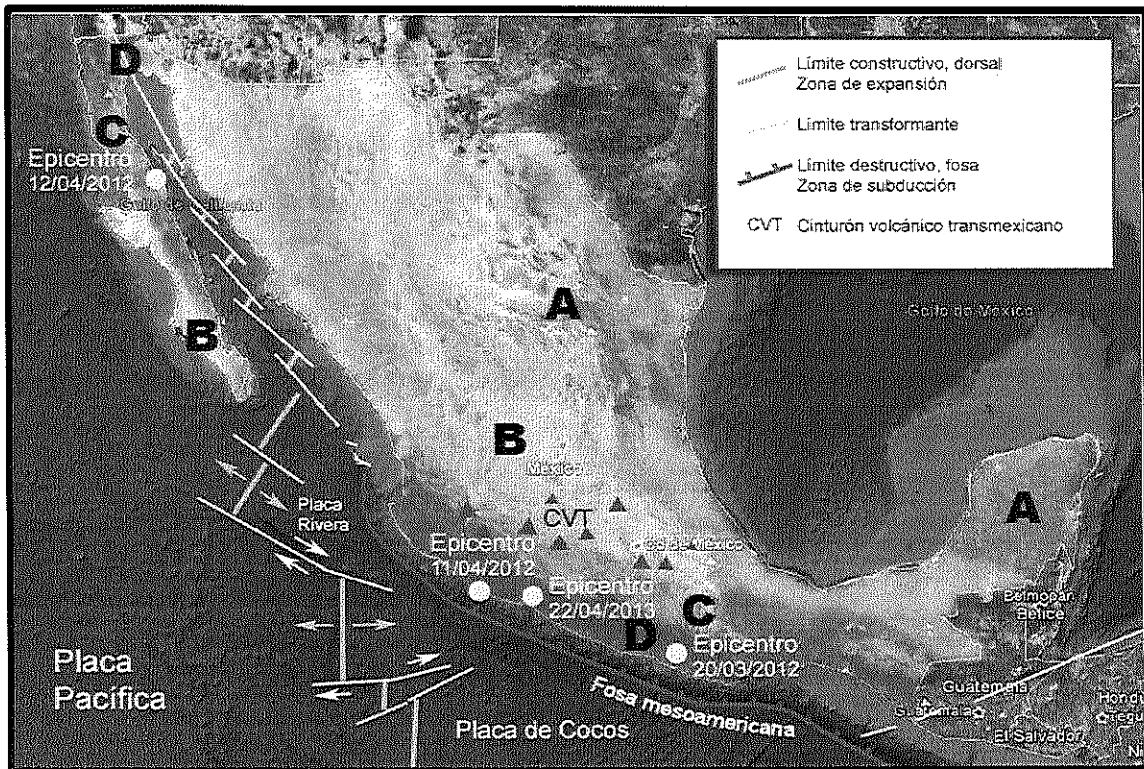 D
C
Epicentro
12/04/2012
B
A
B
México
CVT
Placa
Rivera
Epicentro
11/04/2012
Epicentro
22/04/2013
C
D
Epicentro
20/03/2012
A
Golfo de México
Belmopán
Belice
Guatemala
Guatemala
El Salvador
Placa
Pacífica
Placa de Cocos
Fosa mesoamericana
Límite constructivo, dorsal
Zona de expansión
Límite transformante
Límite destructivo, fosa
Zona de subducción
CVT Cinturón volcánico transmexicano